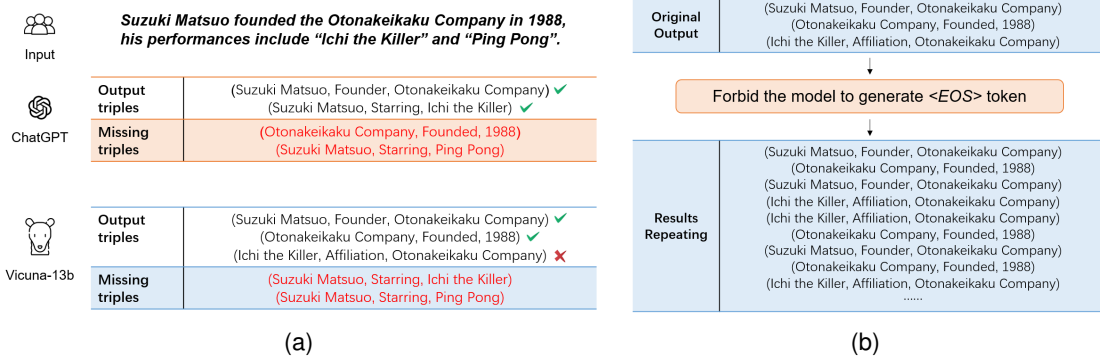 Suzuki Matsuo founded the Otonakeikaku Company in 1988,
his performances include “Ichi the Killer” and “Ping Pong”.
Input
ChatGPT
Output
triples
(Suzuki Matsuo, Founder, Otonakeikaku Company)
(Suzuki Matsuo, Starring, Ichi the Killer)
Missing
triples
(Otonakeikaku Company, Founded, 1988)
(Suzuki Matsuo, Starring, Ping Pong)
Vicuna-13b
Output
triples
(Suzuki Matsuo, Founder, Otonakeikaku Company)
(Otonakeikaku Company, Founded, 1988)
(Ichi the Killer, Affiliation, Otonakeikaku Company)
Missing
triples
(Suzuki Matsuo, Starring, Ichi the Killer)
(Suzuki Matsuo, Starring, Ping Pong)
(a)
Original
Output
(Suzuki Matsuo, Founder, Otonakeikaku Company)
(Otonakeikaku Company, Founded, 1988)
(Ichi the Killer, Affiliation, Otonakeikaku Company)
Forbid the model to generate <EOS> token
Results
Repeating
(Suzuki Matsuo, Founder, Otonakeikaku Company)
(Otonakeikaku Company, Founded, 1988)
(Suzuki Matsuo, Founder, Otonakeikaku Company)
(Ichi the Killer, Affiliation, Otonakeikaku Company)
(Ichi the Killer, Affiliation, Otonakeikaku Company)
(Otonakeikaku Company, Founded, 1988)
(Suzuki Matsuo, Founder, Otonakeikaku Company)
(Otonakeikaku Company, Founded, 1988)
(Ichi the Killer, Affiliation, Otonakeikaku Company)
......
(b)